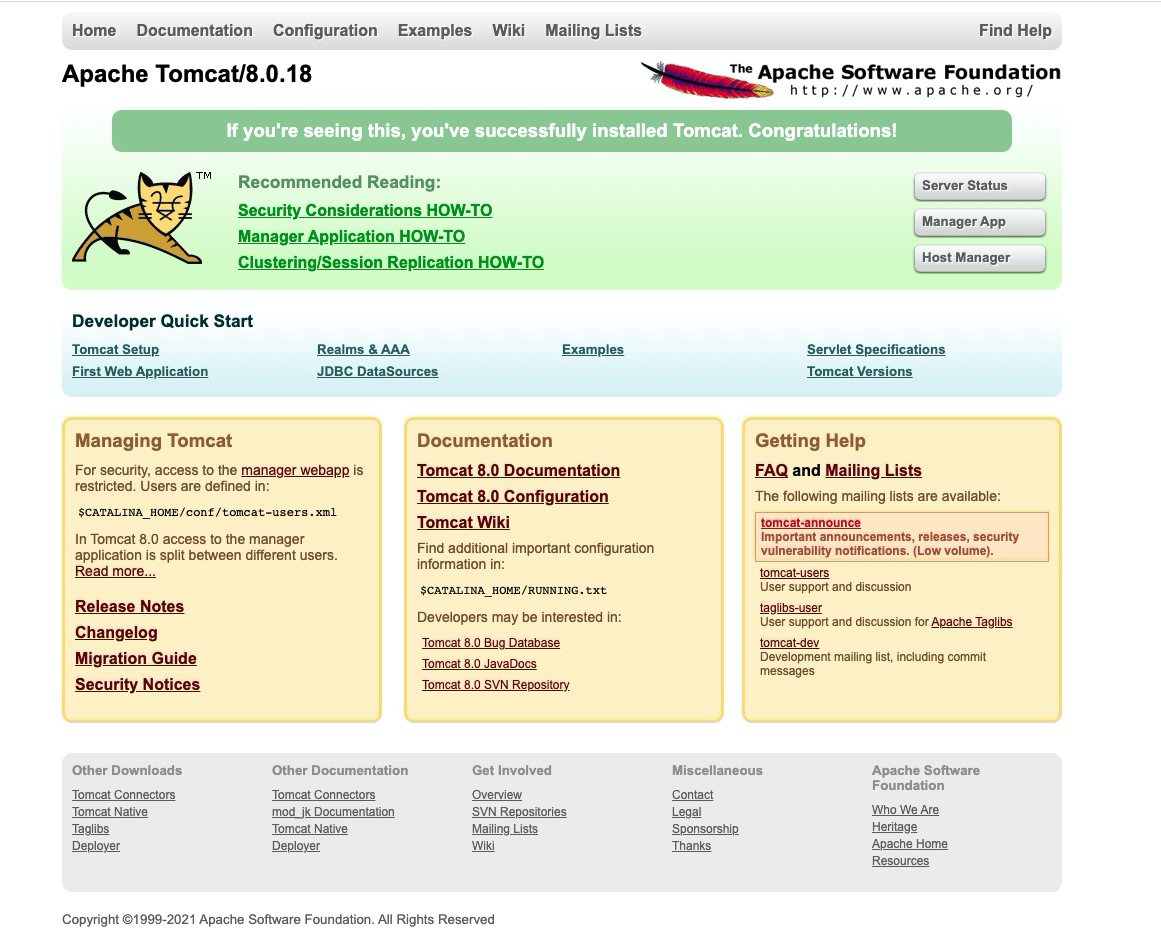 Home Documentation Configuration Examples Wiki Mailing Lists Find Help
Apache Tomcat/8.0.18
The Apache Software Foundation
http://www.apache.org/
If you're seeing this, you've successfully installed Tomcat. Congratulations!
TM
Recommended Reading:
Security Considerations HOW-TO
Manager Application HOW-TO
Clustering/Session Replication HOW-TO
Server Status
Manager App
Host Manager
Developer Quick Start
Tomcat Setup
First Web Application
Realms & AAA
JDBC DataSources
Examples
Servlet Specifications
Tomcat Versions
Managing Tomcat
For security, access to the manager webapp is
restricted. Users are defined in:
$CATALINA_HOME/conf/tomcat-users.xml
In Tomcat 8.0 access to the manager
application is split between different users.
Read more...
Release Notes
Changelog
Migration Guide
Security Notices
Documentation
Tomcat 8.0 Documentation
Tomcat 8.0 Configuration
Tomcat Wiki
Find additional important configuration
information in:
$CATALINA_HOME/RUNNING.txt
Developers may be interested in:
Tomcat 8.0 Bug Database
Tomcat 8.0 JavaDocs
Tomcat 8.0 SVN Repository
Getting Help
FAQ and Mailing Lists
The following mailing lists are available:
tomcat-announce
Important announcements, releases, security
vulnerability notifications. (Low volume).
tomcat-users
User support and discussion
taglibs-user
User support and discussion for Apache Taglibs
tomcat-dev
Development mailing list, including commit
messages
Other Downloads
Tomcat Connectors
Tomcat Native
Taglibs
Deployer
Other Documentation
Tomcat Connectors
mod_jk Documentation
Tomcat Native
Deployer
Get Involved
Overview
SVN Repositories
Mailing Lists
Wiki
Miscellaneous
Contact
Legal
Sponsorship
Thanks
Apache Software
Foundation
Who We Are
Heritage
Apache Home
Resources
Copyright ©1999-2021 Apache Software Foundation. All Rights Reserved